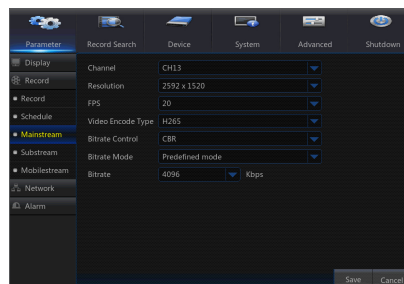 Parameter Record Search Device System Advanced Shutdown
Display
Record
Record
Schedule
Mainstream
Substream
Mobilestream
Network
Alarm
Channel CH13
Resolution 2592 x 1520
FPS 20
Video Encode Type H265
Bitrate Control CBR
Bitrate Mode Predefined mode
Bitrate 4096 Kbps
Save Cancel